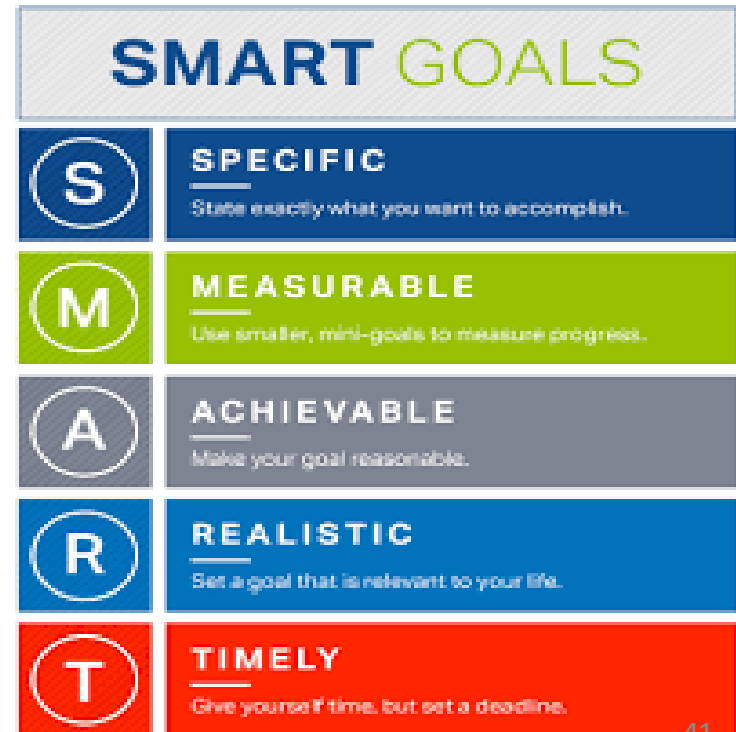 SMART GOALS
S
SPECIFIC
State exactly what you want to accomplish.
M
MEASURABLE
Use smaller, mini-goals to measure progress.
A
ACHIEVABLE
Make your goal reasonable.
R
REALISTIC
Set a goal that is relevant to your life.
T
TIMELY
Give yourself time, but set a deadline.
41